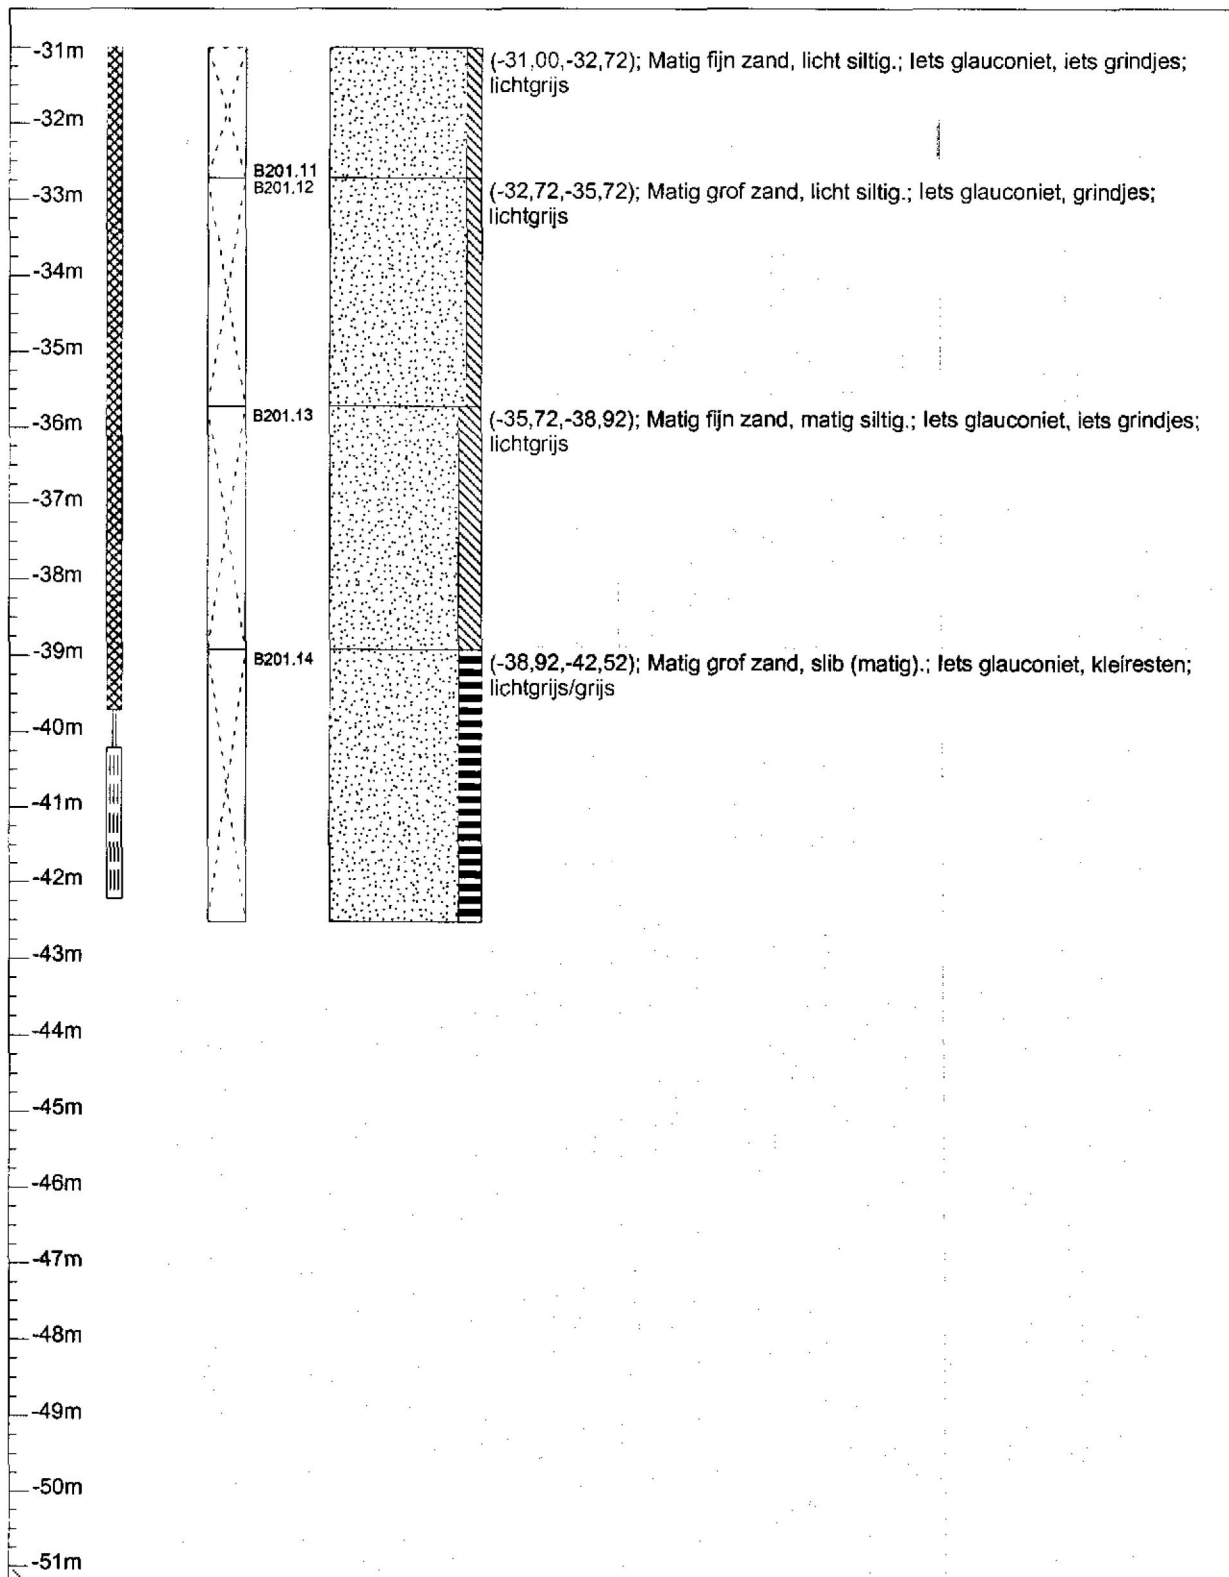 -31m
(-31,00,-32,72); Matig fijn zand, licht siltig.; Iets glauconiet, iets grindjes;
lichtgrijs
-32m
B201.11
B201.12
-33m
(-32,72,-35,72); Matig grof zand, licht siltig.; Iets glauconiet, grindjes;
lichtgrijs
-34m
-35m
B201.13
-36m
(-35,72,-38,92); Matig fijn zand, matig siltig.; Iets glauconiet, iets grindjes;
lichtgrijs
-37m
-38m
-39m
B201.14
(-38,92,-42,52); Matig grof zand, slib (matig).; Iets glauconiet, kleiresten;
lichtgrijs/grijs
-40m
-41m
-42m
-43m
-44m
-45m
-46m
-47m
-48m
-49m
-50m
-51m